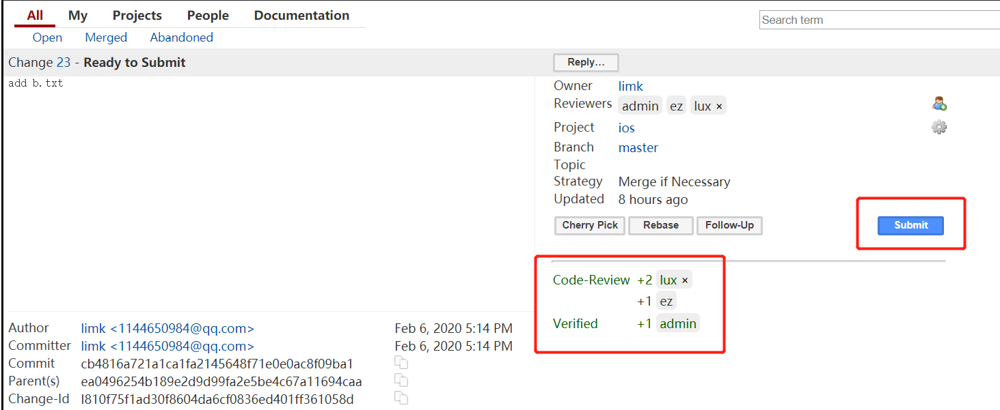 All My Projects People Documentation
Search term
Open Merged Abandoned
Change 23 - Ready to Submit
Reply…
add b.txt
Owner limk
Reviewers admin ez lux ×
Project ios
Branch master
Topic
Strategy Merge if Necessary
Updated 8 hours ago
Cherry Pick Rebase Follow-Up Submit
Code-Review +2 lux ×
+1 ez
Verified +1 admin
Author limk <1144650984@qq.com> Feb 6, 2020 5:14 PM
Committer limk <1144650984@qq.com> Feb 6, 2020 5:14 PM
Commit cb4816a721a1ca1fa2145648f71e0e0ac8f09ba1
Parent(s) ea0496254b189e2d9d99fa2e5be4c67a11694caa
Change-Id I810f75f1ad30f8604da6cf0836ed401ff361058d